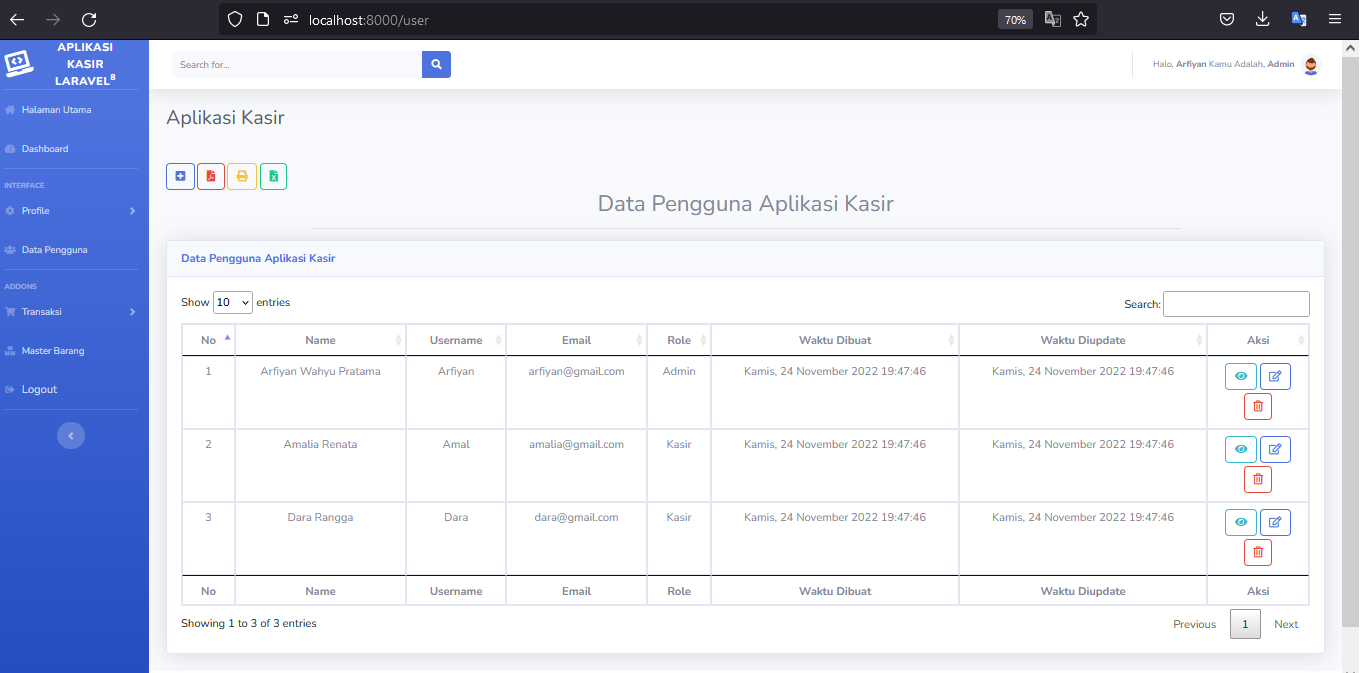 localhost:8000/user
70%
APLIKASI
KASIR
LARAVEL8
Search for...
Halo, Arfiyan Kamu Adalah, Admin
Halaman Utama
Dashboard
INTERFACE
Profile
Data Pengguna
ADDONS
Transaksi
Master Barang
Logout
Aplikasi Kasir
Data Pengguna Aplikasi Kasir
Data Pengguna Aplikasi Kasir
Show 10 entries
Search:
No Name Username Email Role Waktu Dibuat Waktu Diupdate Aksi
1 Arfiyan Wahyu Pratama Arfiyan arfiyan@gmail.com Admin Kamis, 24 November 2022 19:47:46 Kamis, 24 November 2022 19:47:46
2 Amalia Renata Amal amalia@gmail.com Kasir Kamis, 24 November 2022 19:47:46 Kamis, 24 November 2022 19:47:46
3 Dara Rangga Dara dara@gmail.com Kasir Kamis, 24 November 2022 19:47:46 Kamis, 24 November 2022 19:47:46
No Name Username Email Role Waktu Dibuat Waktu Diupdate Aksi
Showing 1 to 3 of 3 entries
Previous 1 Next